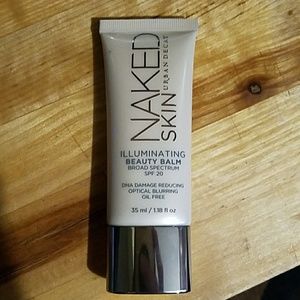 NAKED
SKIN
URBAN DECAY
ILLUMINATING
BEAUTY BALM
BROAD SPECTRUM
SPF 20
DNA DAMAGE REDUCING
OPTICAL BLURRING
OIL FREE
35 ml / 1.18 fl oz